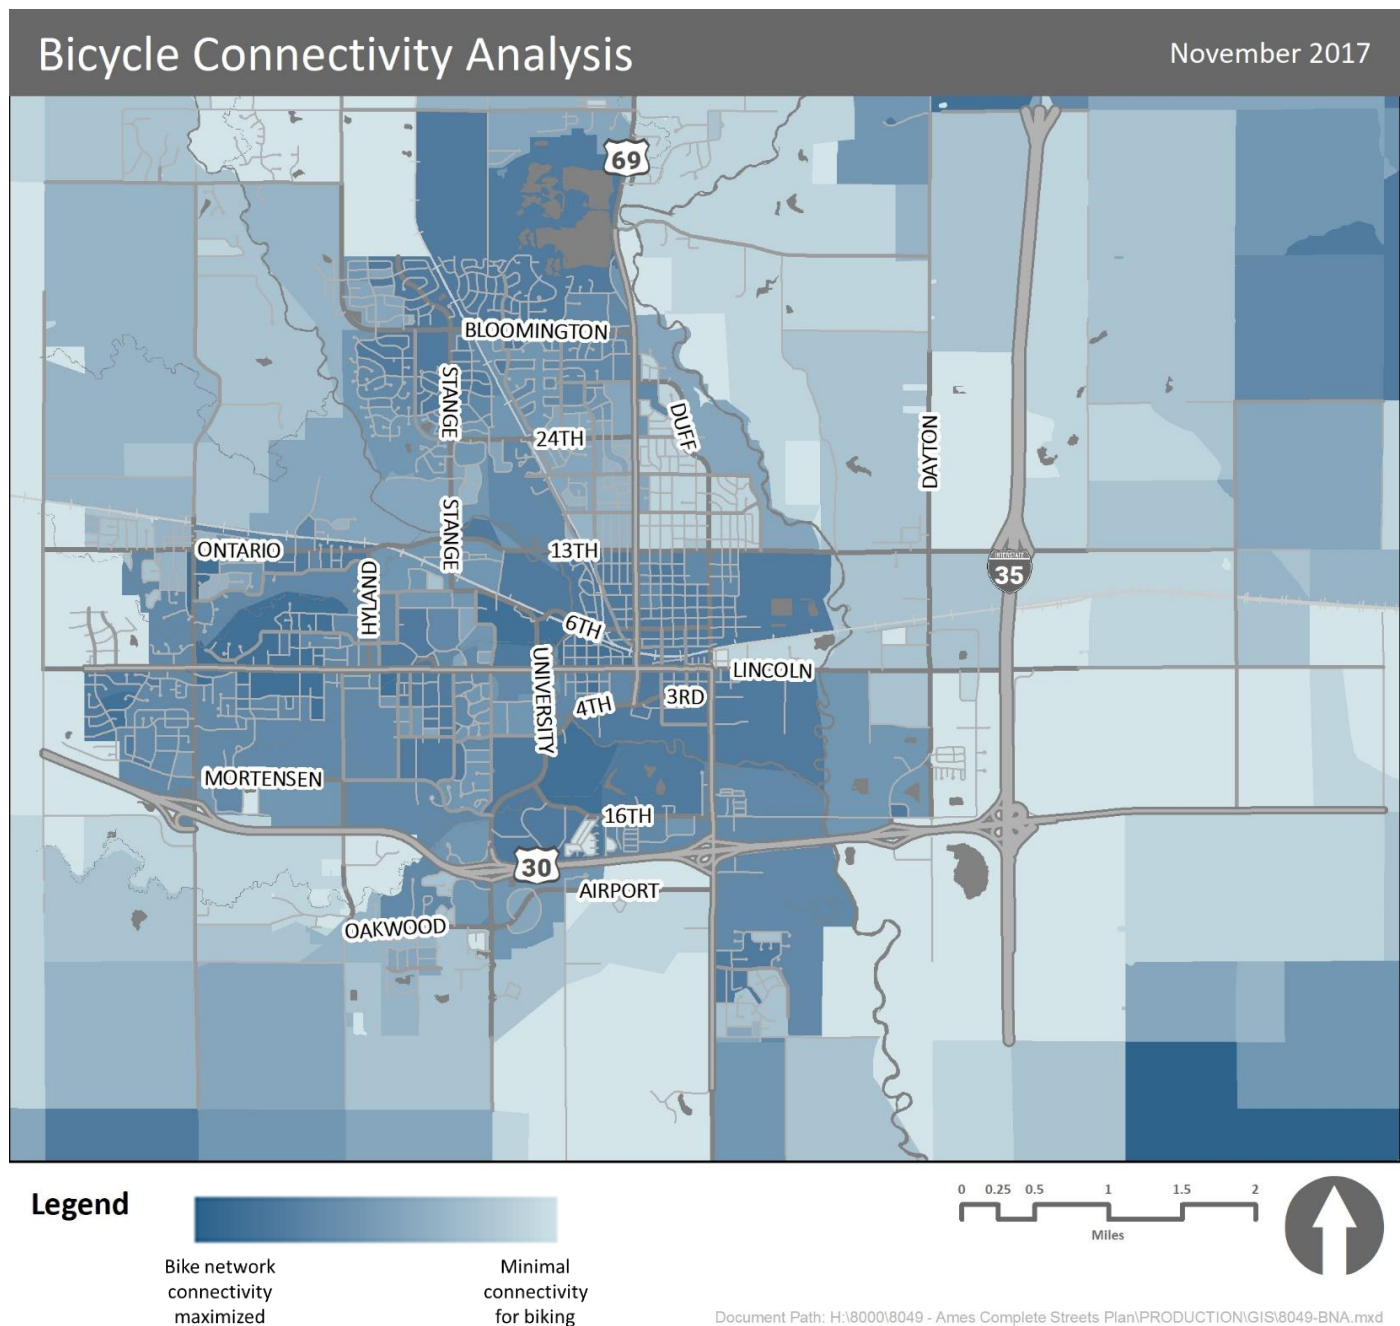 Bicycle Connectivity Analysis
November 2017
69
BLOOMINGTON
STANGE
DUFF
24TH
DAYTON
STANGE
ONTARIO
13TH
HYLAND
INTERSTATE
35
6TH
UNIVERSITY
LINCOLN
4TH
3RD
MORTENSEN
16TH
30
AIRPORT
OAKWOOD
Legend
Bike network
connectivity
maximized
Minimal
connectivity
for biking
0 0.25 0.5 1 1.5 2
Miles
Document Path: H:\8000\8049 - Ames Complete Streets Plan\PRODUCTION\GIS\8049-BNA.mxd